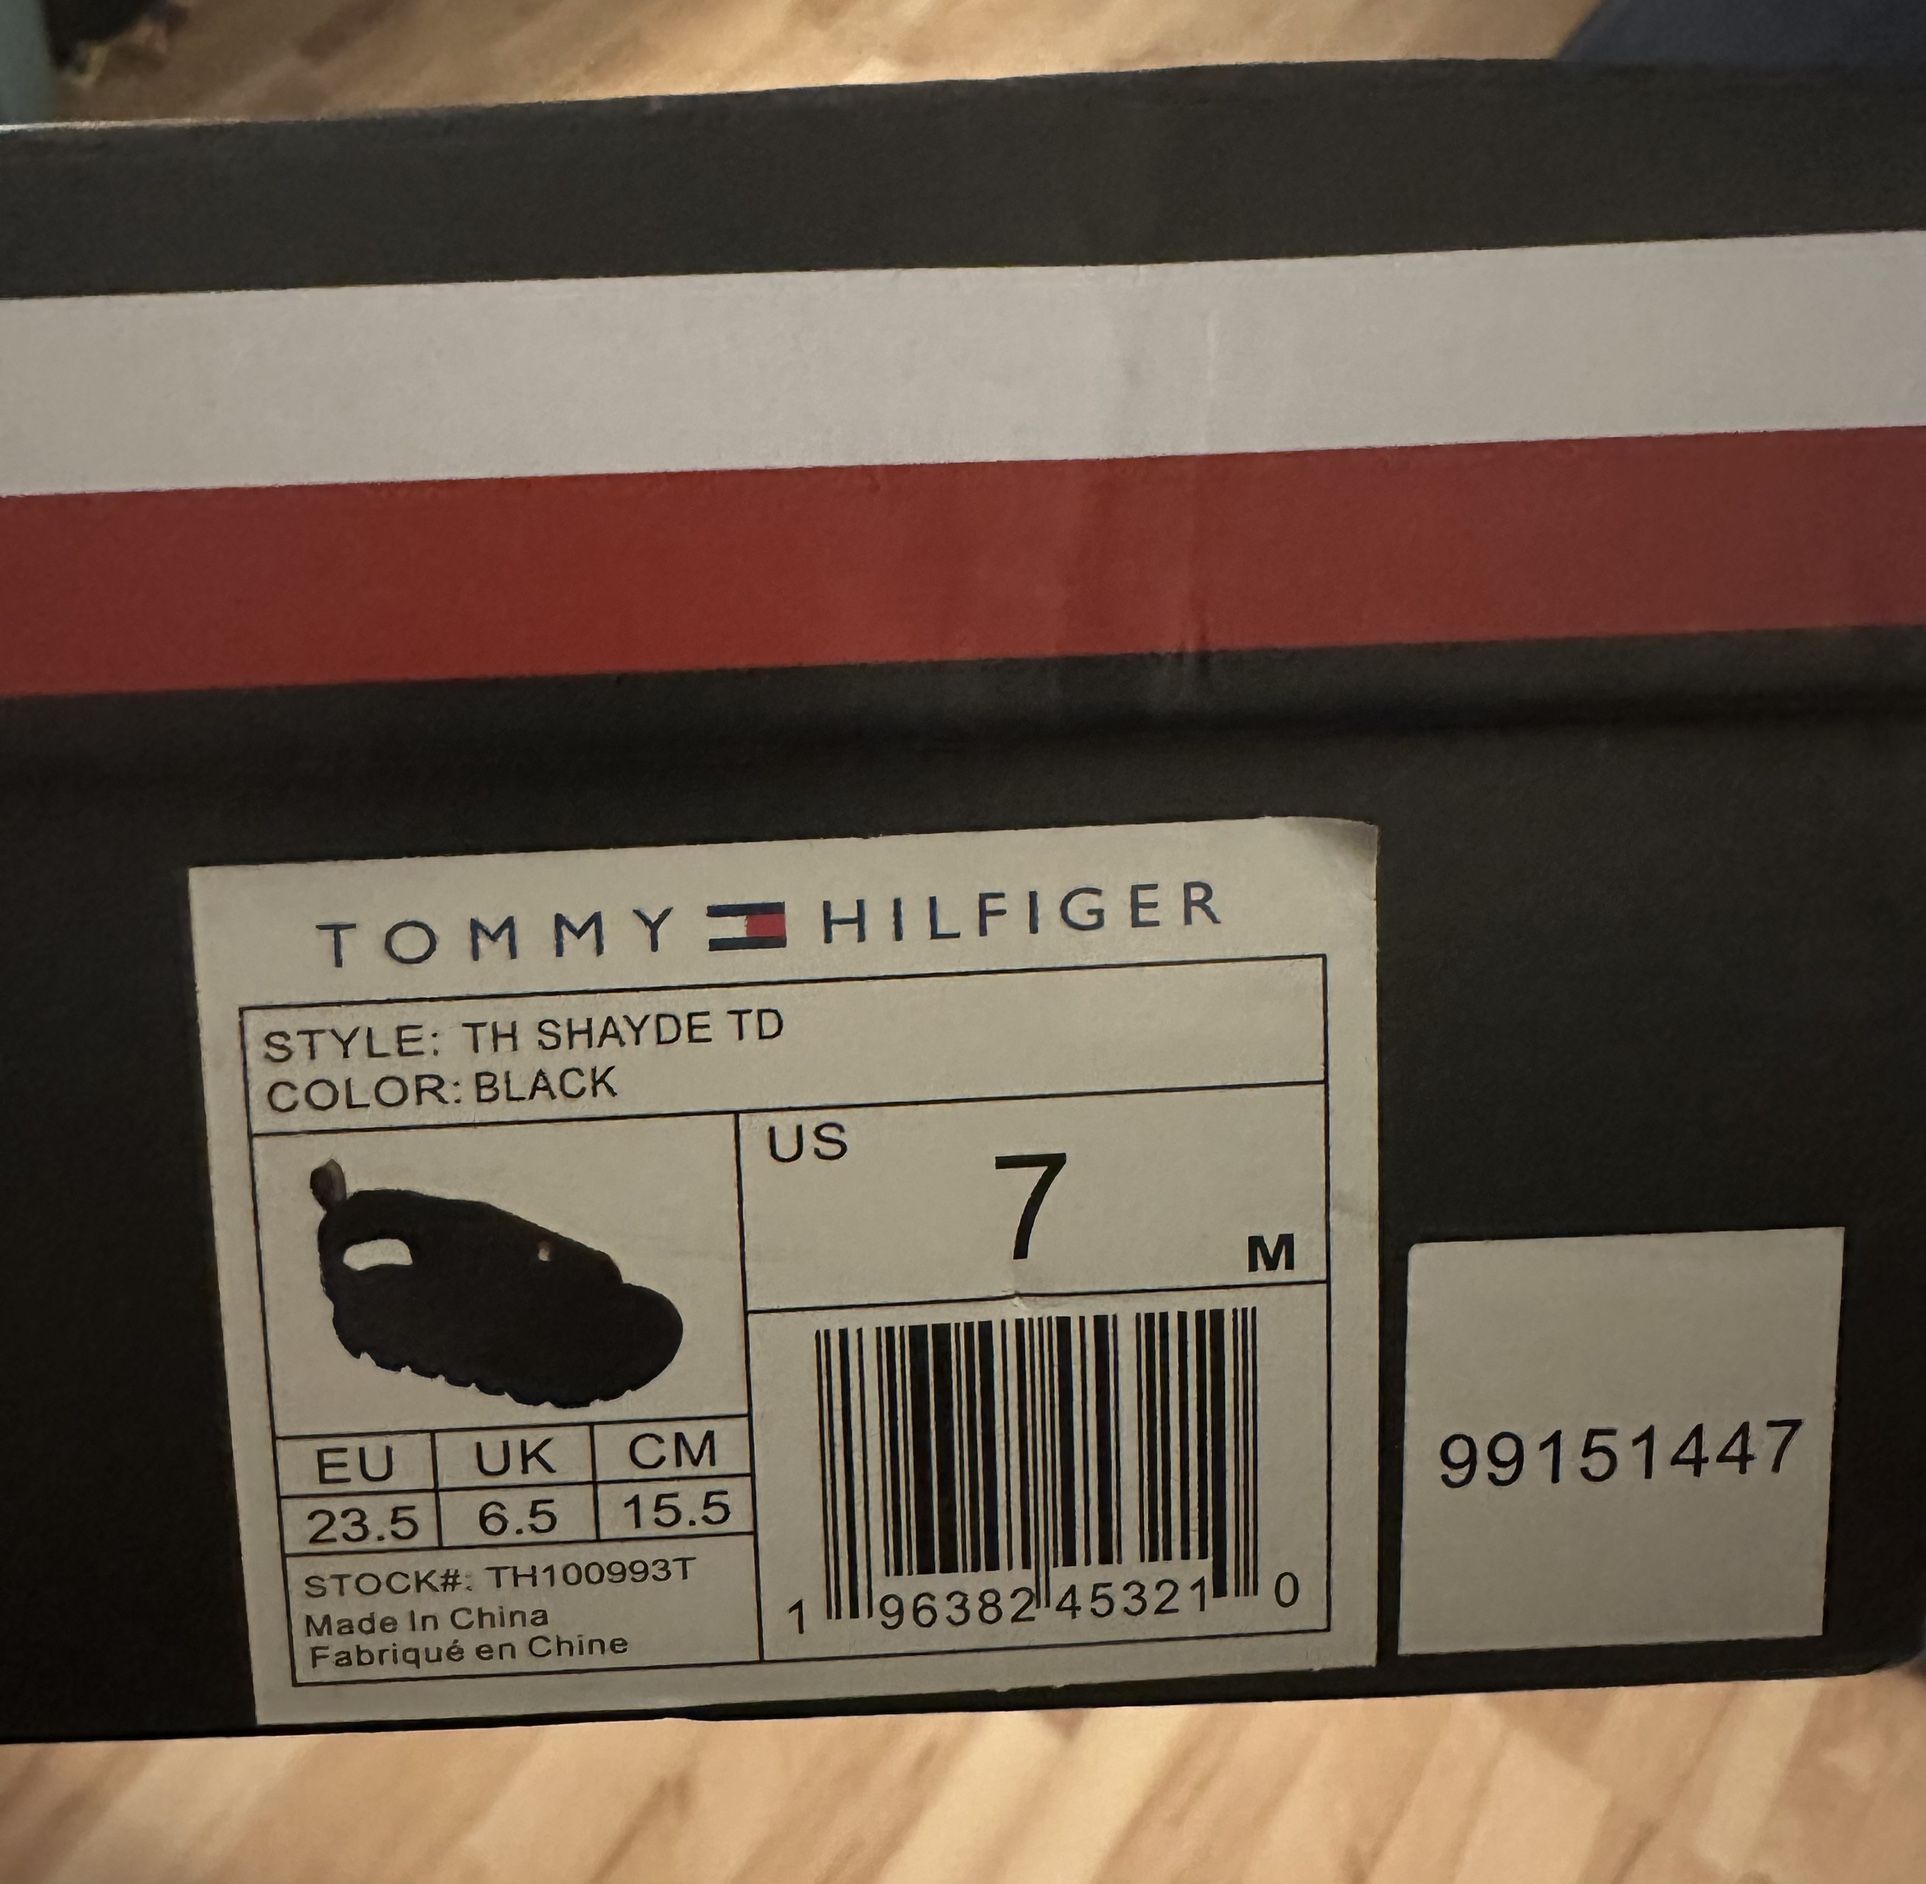 TOMMY HILFIGER
STYLE: TH SHAYDE TD
COLOR: BLACK
US
7
M
EU UK CM
23.5 6.5 15.5
STOCK#: TH100993T
Made In China
Fabriqué en Chine
1 96382 45321 0
99151447